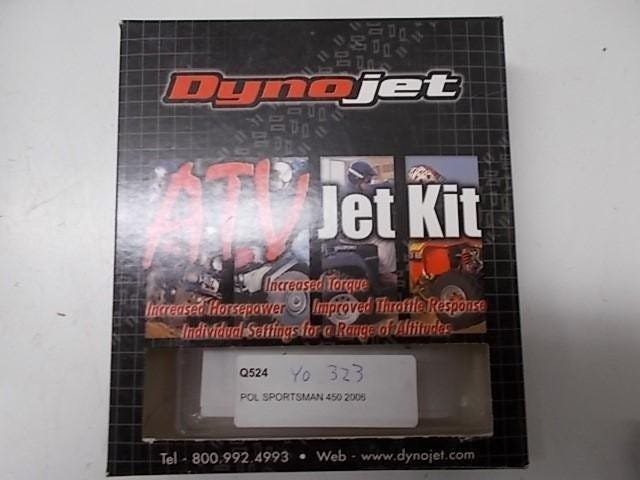 Dynojet
ATV Jet Kit
Increased Torque
Increased Horsepower Improved Throttle Response
Individual Settings for a Range of Altitudes
Q524 Yo 323
POL SPORTSMAN 450 2006
Tel - 800.992.4993 • Web - www.dynojet.com